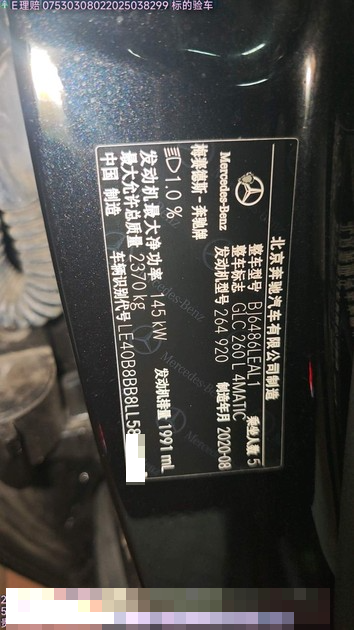 E理赔 07530308022025038299 标的验车
北京奔驰汽车有限公司制造
整车型号 BJ6486LEAL1 乘坐人数 5
整车标志 GLC 260 L 4MATIC
发动机型号 264 920 制造年月 2020-08
Mercedes-Benz
梅赛德斯-奔驰牌
1.0 %
发动机最大净功率 145 kW 发动机排量 1991 mL
最大允许总质量 2370 kg
车辆识别代号 LE40B8BB8LL58
中国 制造